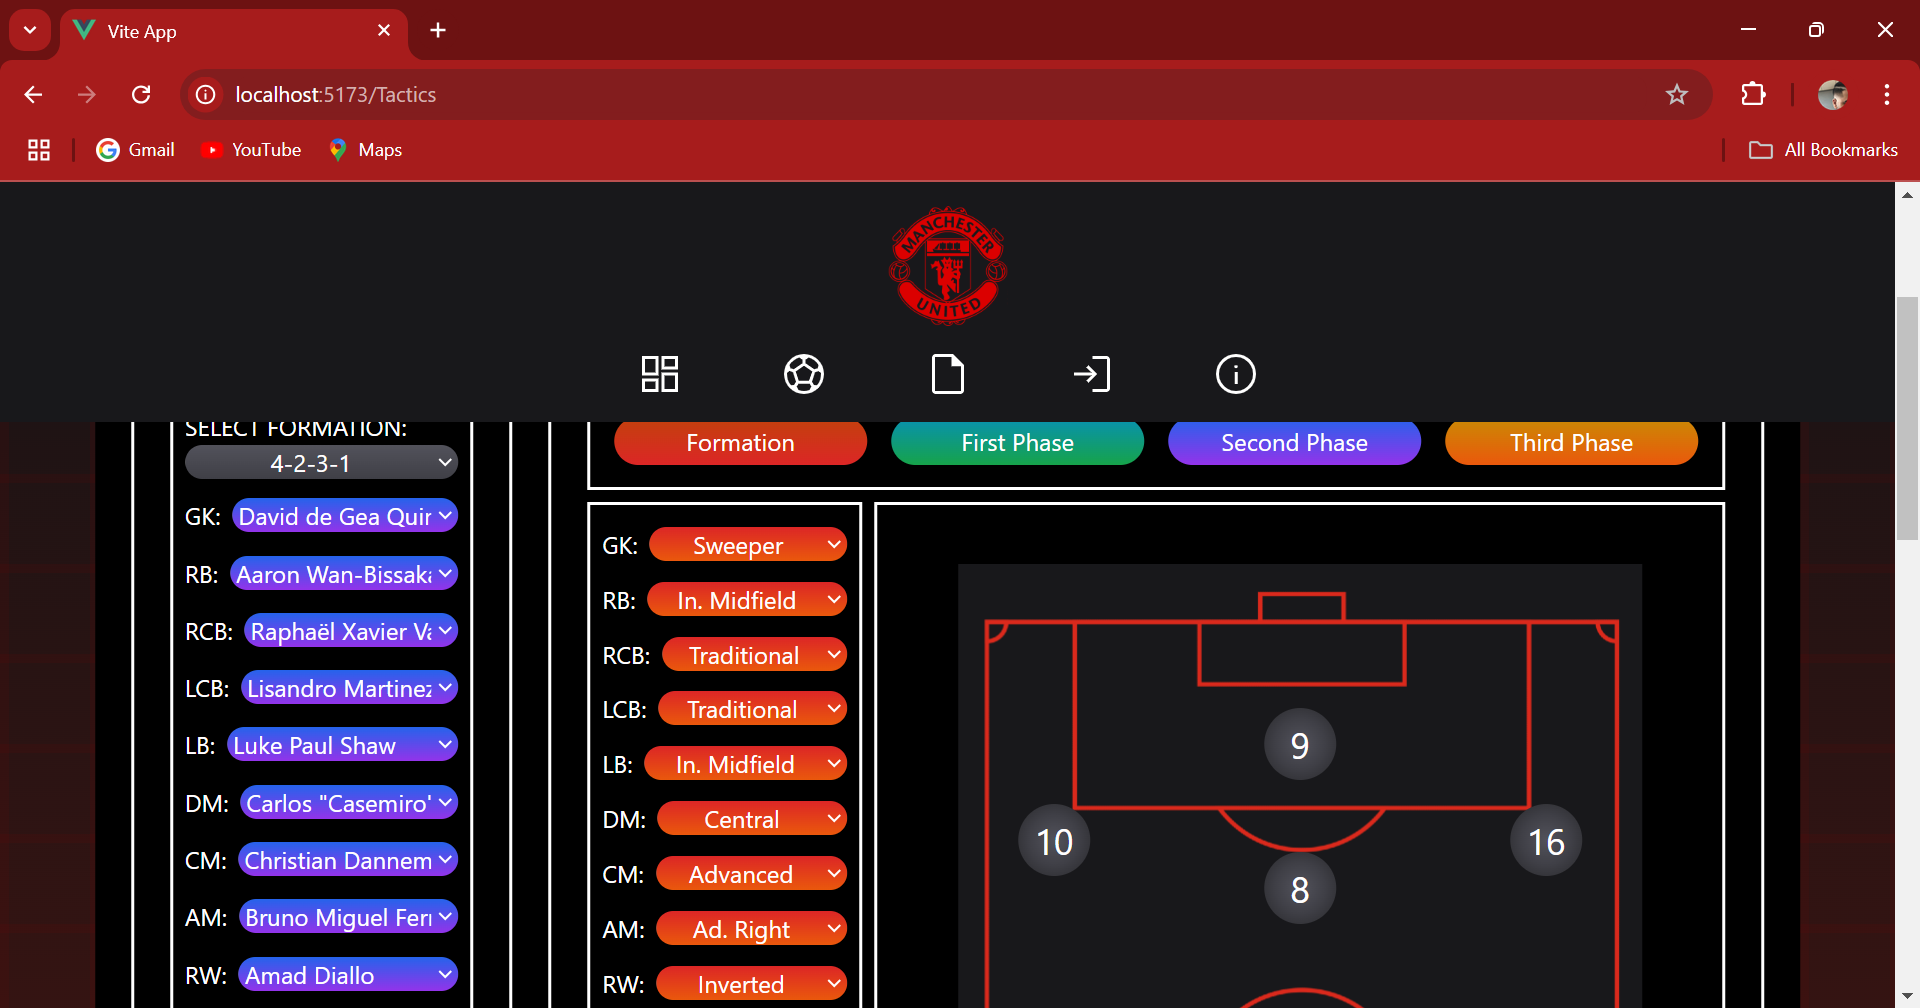 Vite App
localhost:5173/Tactics
Gmail
YouTube
Maps
All Bookmarks
MANCHESTER
UNITED
SELECT FORMATION:
4-2-3-1
GK: David de Gea Quin
RB: Aaron Wan-Bissaka
RCB: Raphaël Xavier Va
LCB: Lisandro Martinez
LB: Luke Paul Shaw
DM: Carlos "Casemiro"
CM: Christian Dannem
AM: Bruno Miguel Fern
RW: Amad Diallo
Formation
First Phase
Second Phase
Third Phase
GK: Sweeper
RB: In. Midfield
RCB: Traditional
LCB: Traditional
LB: In. Midfield
DM: Central
CM: Advanced
AM: Ad. Right
RW: Inverted
9
10
16
8